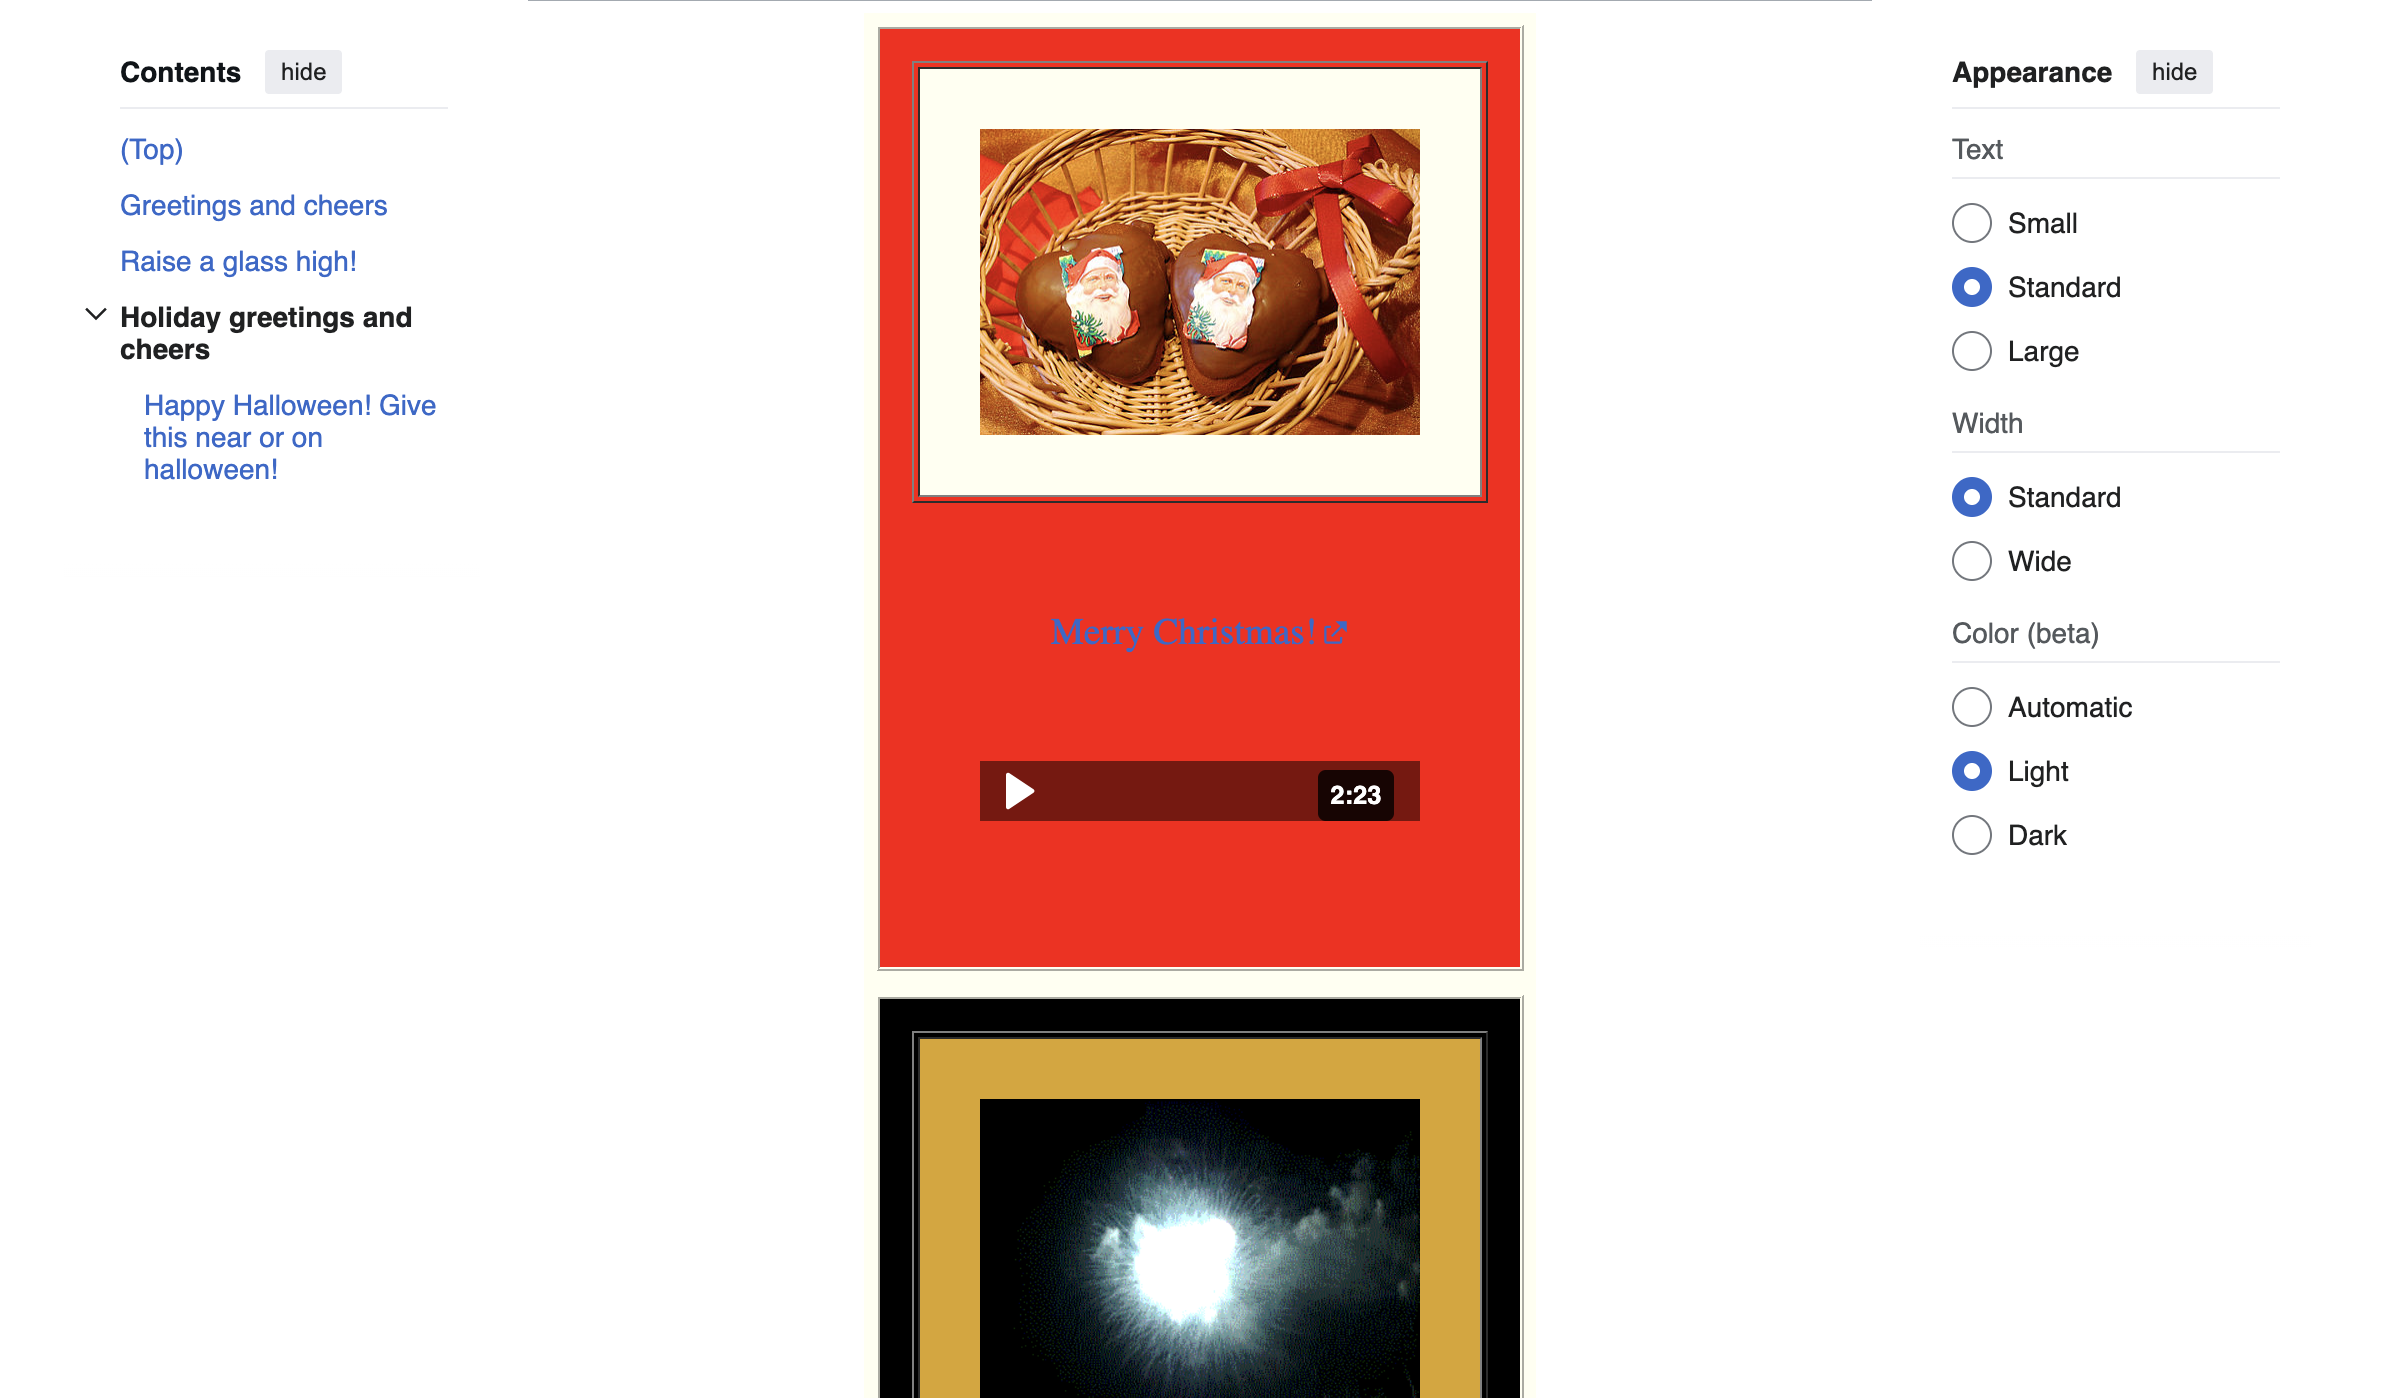 Contents hide
(Top)
Greetings and cheers
Raise a glass high!
Holiday greetings and
cheers
Happy Halloween! Give
this near or on
halloween!
Merry Christmas!
2:23
Appearance hide
Text
Small
Standard
Large
Width
Standard
Wide
Color (beta)
Automatic
Light
Dark